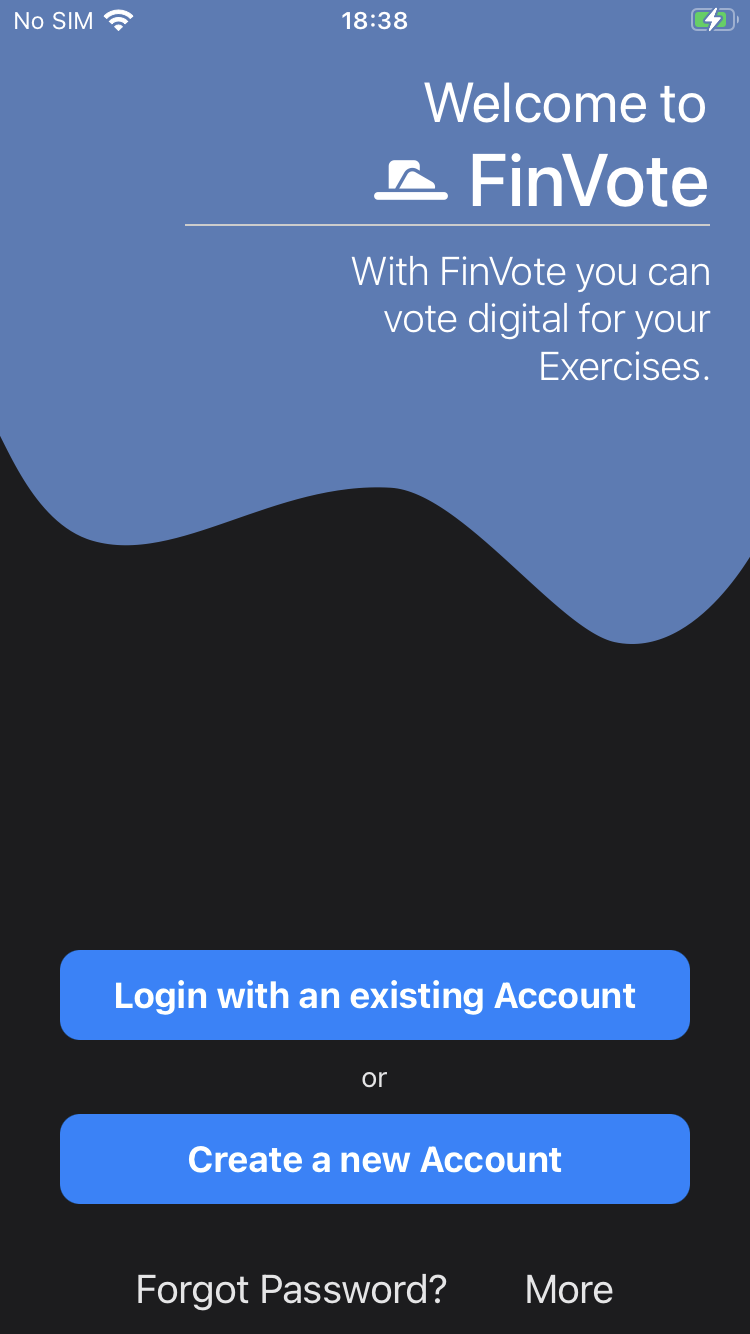 No SIM 18:38
Welcome to
FinVote
With FinVote you can
vote digital for your
Exercises.
Login with an existing Account
or
Create a new Account
Forgot Password? More